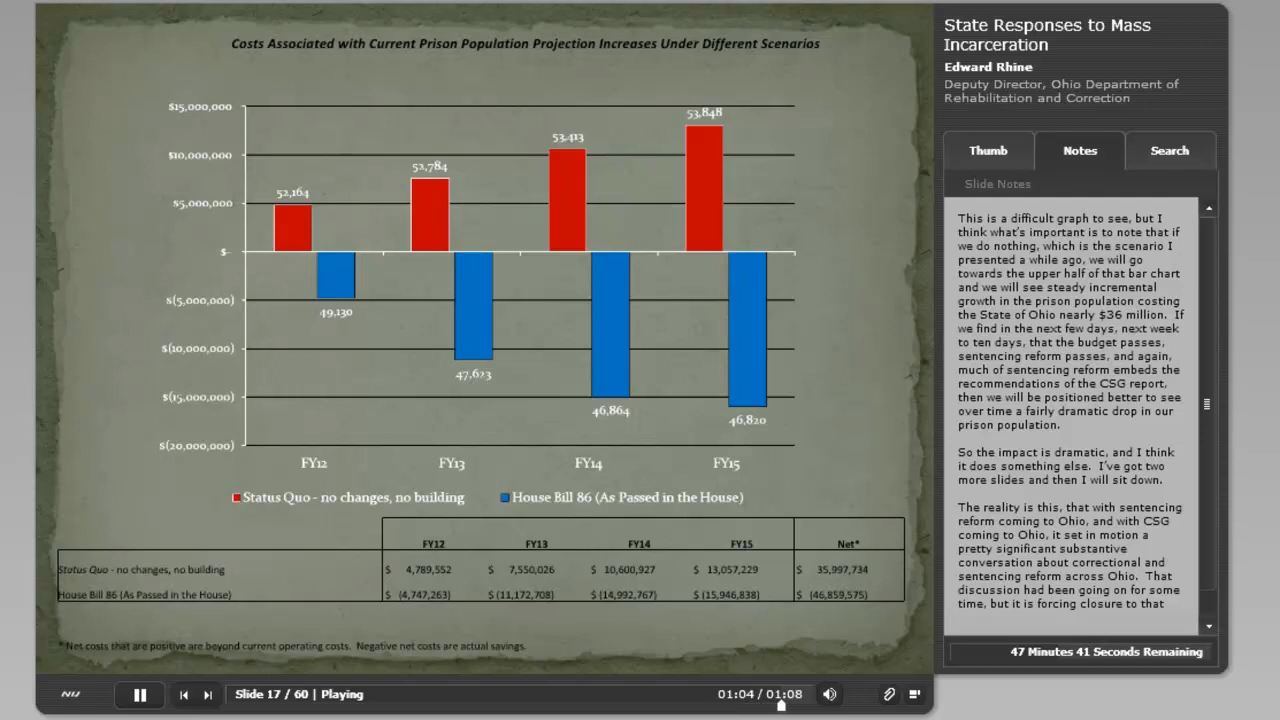 Costs Associated with Current Prison Population Projection Increases Under Different Scenarios
$15,000,000
$10,000,000
$5,000,000
$-
$(5,000,000)
$(10,000,000)
$(15,000,000)
$(20,000,000)
52,164
52,784
53,413
53,848
49,130
47,623
46,864
46,820
FY12 FY13 FY14 FY15
Status Quo - no changes, no building House Bill 86 (As Passed in the House)
FY12 FY13 FY14 FY15 Net*
Status Quo - no changes, no building $ 4,789,552 $ 7,550,026 $ 10,600,927 $ 13,057,229 $ 35,997,734
House Bill 86 (As Passed in the House) $ (4,747,263) $ (11,172,708) $ (14,992,767) $ (15,946,838) $ (46,859,575)
* Net costs that are positive are beyond current operating costs. Negative net costs are actual savings.
NIJ
Slide 17 / 60 | Playing
01:04 / 01:08
State Responses to Mass
Incarceration
Edward Rhine
Deputy Director, Ohio Department of
Rehabilitation and Correction
Thumb Notes Search
Slide Notes
This is a difficult graph to see, but I
think what's important is to note that if
we do nothing, which is the scenario I
presented a while ago, we will go
towards the upper half of that bar chart
and we will see steady incremental
growth in the prison population costing
the State of Ohio nearly $36 million. If
we find in the next few days, next week
to ten days, that the budget passes,
sentencing reform passes, and again,
much of sentencing reform embeds the
recommendations of the CSG report,
then we will be positioned better to see
over time a fairly dramatic drop in our
prison population.
So the impact is dramatic, and I think
it does something else. I've got two
more slides and then I will sit down.
The reality is this, that with sentencing
reform coming to Ohio, and with CSG
coming to Ohio, it set in motion a
pretty significant substantive
conversation about correctional and
sentencing reform across Ohio. That
discussion had been going on for some
time, but it is forcing closure to that
47 Minutes 41 Seconds Remaining